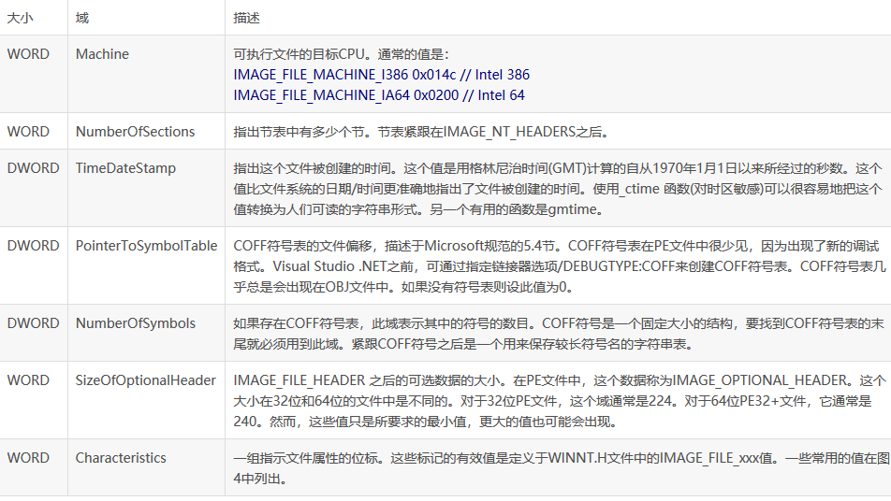 大小 域 描述
WORD Machine 可执行文件的目标CPU。通常的值是：
IMAGE_FILE_MACHINE_I386 0x014c // Intel 386
IMAGE_FILE_MACHINE_IA64 0x0200 // Intel 64
WORD NumberOfSections 指出节表中有多少个节。节表紧跟在IMAGE_NT_HEADERS之后。
DWORD TimeDateStamp 指出这个文件被创建的时间。这个值是用格林尼治时间(GMT)计算的自从1970年1月1日以来所经过的秒数。这个
值比文件系统的日期/时间更准确地指出了文件被创建的时间。使用_ctime 函数(对时区敏感)可以很容易地把这个
值转换为人们可读的字符串形式。另一个有用的函数是gmtime。
DWORD PointerToSymbolTable COFF符号表的文件偏移，描述于Microsoft规范的5.4节。COFF符号表在PE文件中很少见，因为出现了新的调试
格式。Visual Studio .NET之前，可通过指定链接器选项/DEBUGTYPE:COFF来创建COFF符号表。COFF符号表几
乎总是会出现在OBJ文件中。如果没有符号表则设此值为0。
DWORD NumberOfSymbols 如果存在COFF符号表，此域表示其中的符号的数目。COFF符号是一个固定大小的结构，要找到COFF符号表的末
尾就必须用到此域。紧跟COFF符号之后是一个用来保存较长符号名的字符串表。
WORD SizeOfOptionalHeader IMAGE_FILE_HEADER 之后的可选数据的大小。在PE文件中，这个数据称为IMAGE_OPTIONAL_HEADER。这个
大小在32位和64位的文件中是不同的。对于32位PE文件，这个域通常是224。对于64位PE32+文件，它通常是
240。然而，这些值只是所要求的最小值，更大的值也可能会出现。
WORD Characteristics 一组指示文件属性的位标。这些标记的有效值是定义于WINNT.H文件中的IMAGE_FILE_xxx值。一些常用的值在图
4中列出。